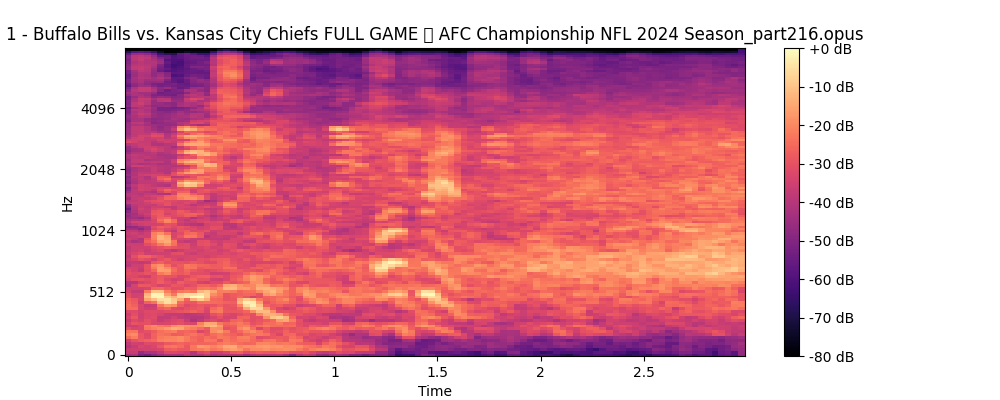 1 - Buffalo Bills vs. Kansas City Chiefs FULL GAME ▯ AFC Championship NFL 2024 Season_part216.opus
+0 dB
-10 dB
-20 dB
-30 dB
-40 dB
-50 dB
-60 dB
-70 dB
-80 dB
4096
2048
1024
512
0
Hz
0
0.5
1
1.5
2
2.5
Time